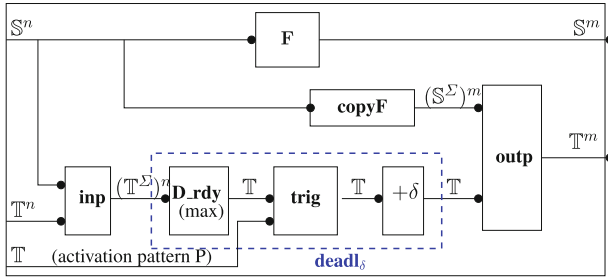 𝕊ⁿ F 𝕊ᵐ
copyF (𝕊^Σ)ᵐ
𝕋ᵐ
outp
inp (𝕋^Σ)ⁿ D_rdy 𝕋 trig 𝕋 +δ 𝕋
(max)
𝕋ⁿ
𝕋 (activation pattern P)
deadl_δ